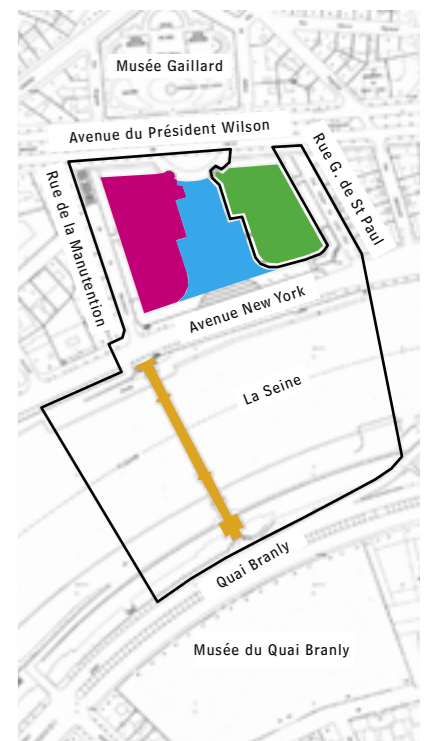 Musée Gaillard
Avenue du Président Wilson
Rue de la Manutention
Rue G. de St Paul
Avenue New York
La Seine
Quai Branly
Musée du Quai Branly